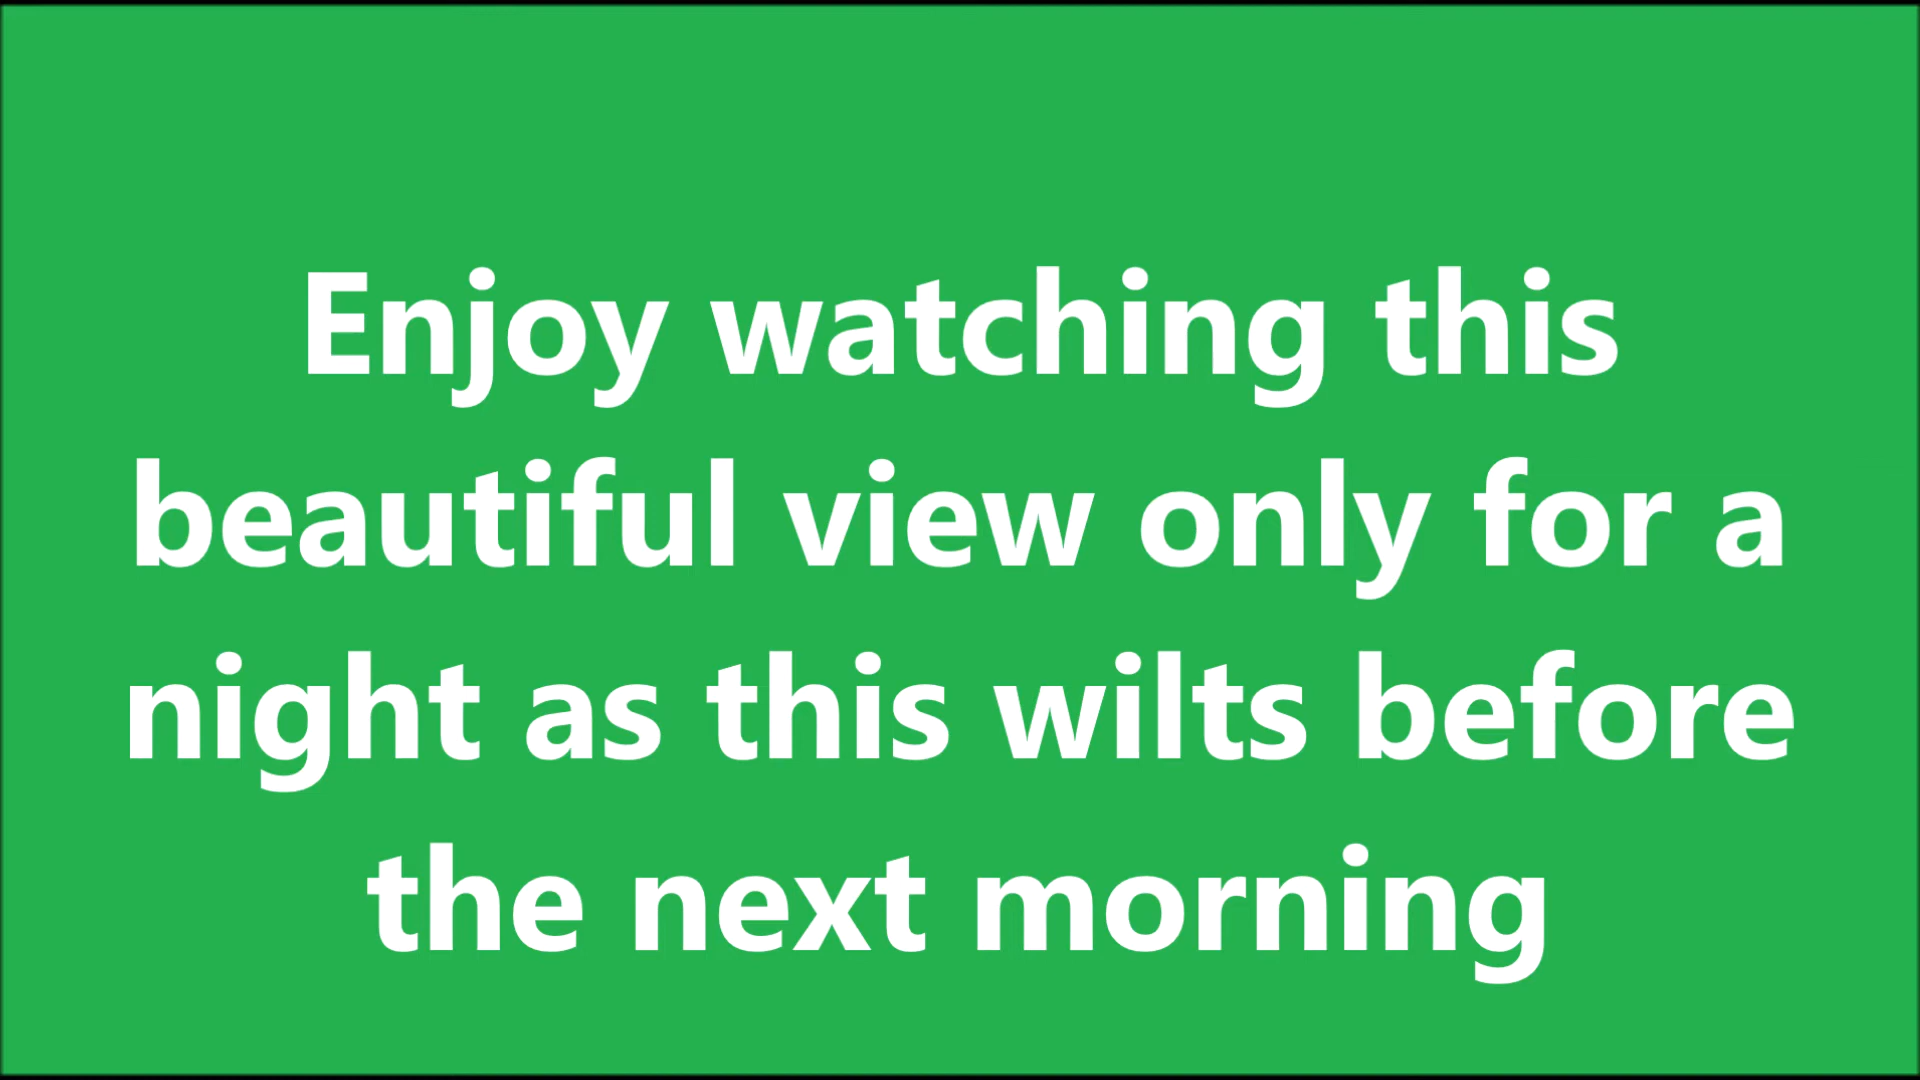 Enjoy watching this
beautiful view only for a
night as this wilts before
the next morning